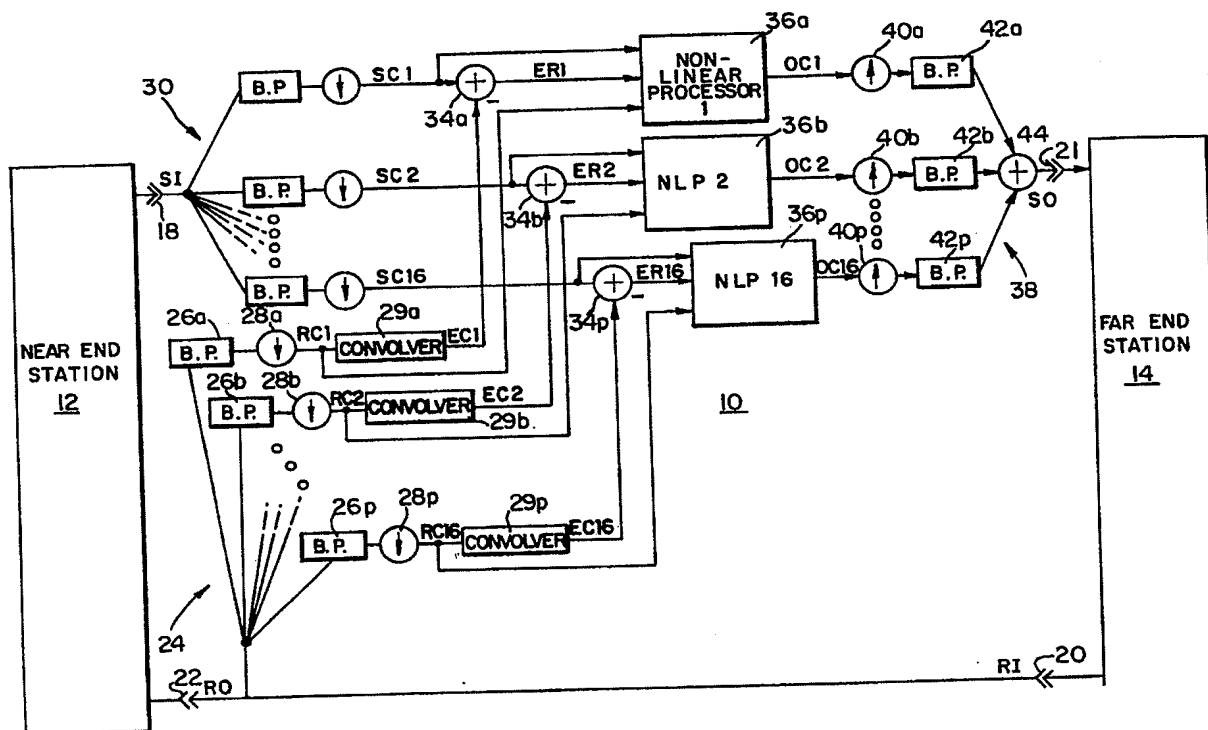 36a
40a
42a
NON-
LINEAR
PROCESSOR
1
B.P
SC1
ER1
OC1
B.P.
30
34a
-
36b
40b
42b
44
21
SI
B.P.
SC2
ER2
NLP 2
OC2
B.P.
SO
18
34b
-
36p
40p
42p
B.P.
SC16
ER16
NLP 16
OC16
B.P.
38
34p
-
26a
28a
29a
NEAR END
STATION
12
B.P.
RC1
CONVOLVER
EC1
FAR END
STATION
14
26b
28b
B.P.
RC2
CONVOLVER
EC2
29b
10
26p
28p
29p
B.P.
RC16
CONVOLVER
EC16
24
22
RO
RI
20